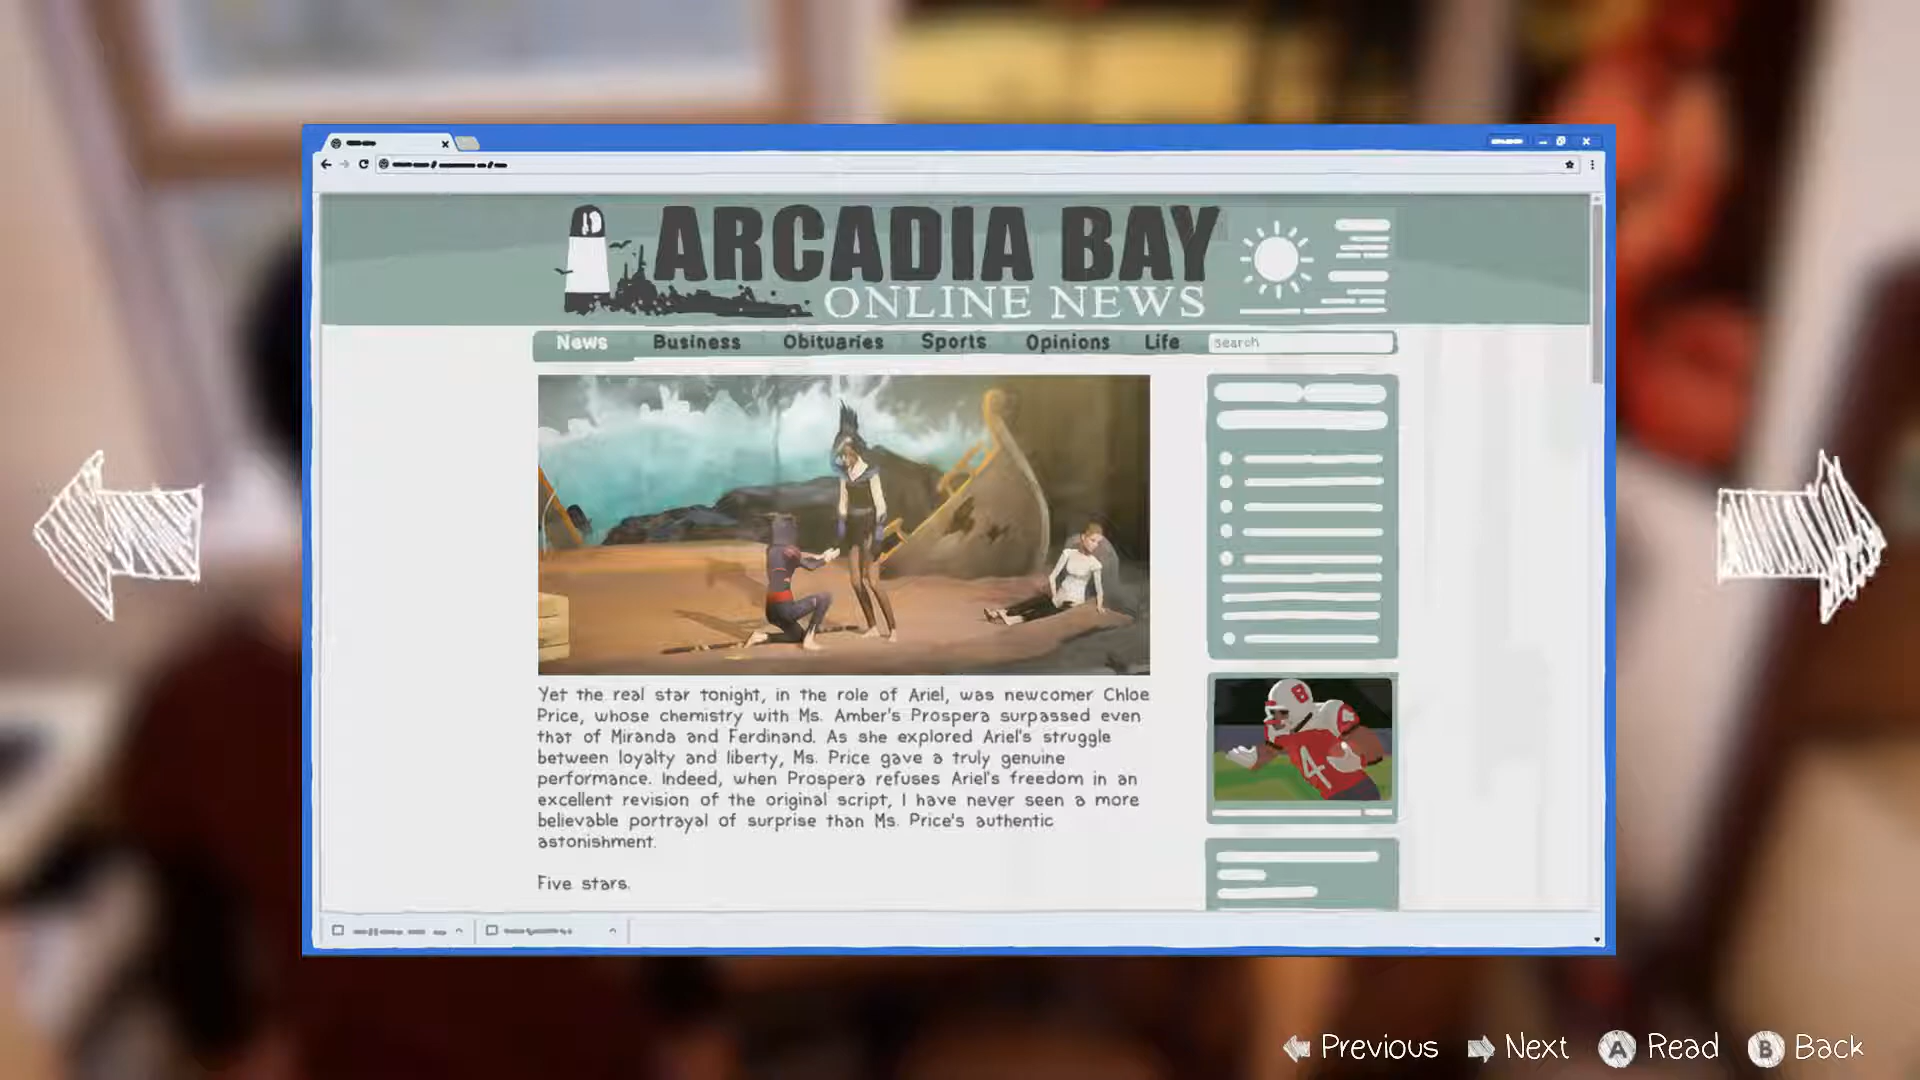 ARCADIA BAY
ONLINE NEWS
News Business Obituaries Sports Opinions Life search
Yet the real star tonight, in the role of Ariel, was newcomer Chloe
Price, whose chemistry with Ms. Amber's Prospera surpassed even
that of Miranda and Ferdinand. As she explored Ariel's struggle
between loyalty and liberty, Ms. Price gave a truly genuine
performance. Indeed, when Prospera refuses Ariel's freedom in an
excellent revision of the original script, I have never seen a more
believable portrayal of surprise than Ms. Price's authentic
astonishment.
Five stars.
B
4
Previous Next A Read B Back